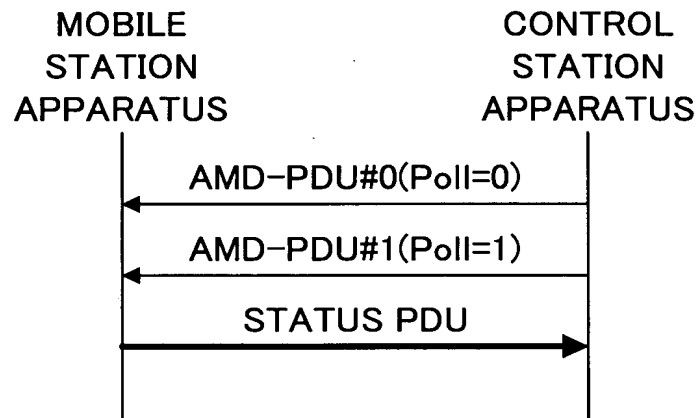 MOBILE
STATION
APPARATUS
CONTROL
STATION
APPARATUS
AMD-PDU#0(Poll=0)
AMD-PDU#1(Poll=1)
STATUS PDU